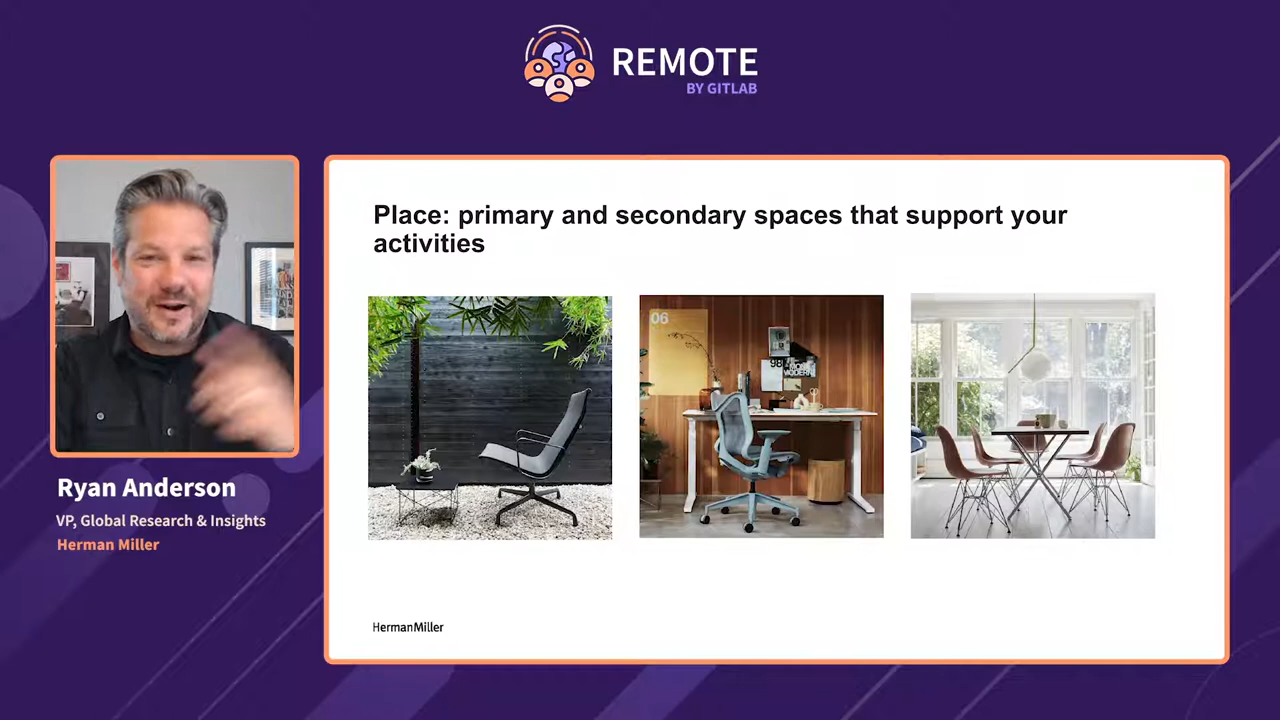 REMOTE
BY GITLAB
Place: primary and secondary spaces that support your
activities
06
Ryan Anderson
VP, Global Research & Insights
Herman Miller
HermanMiller